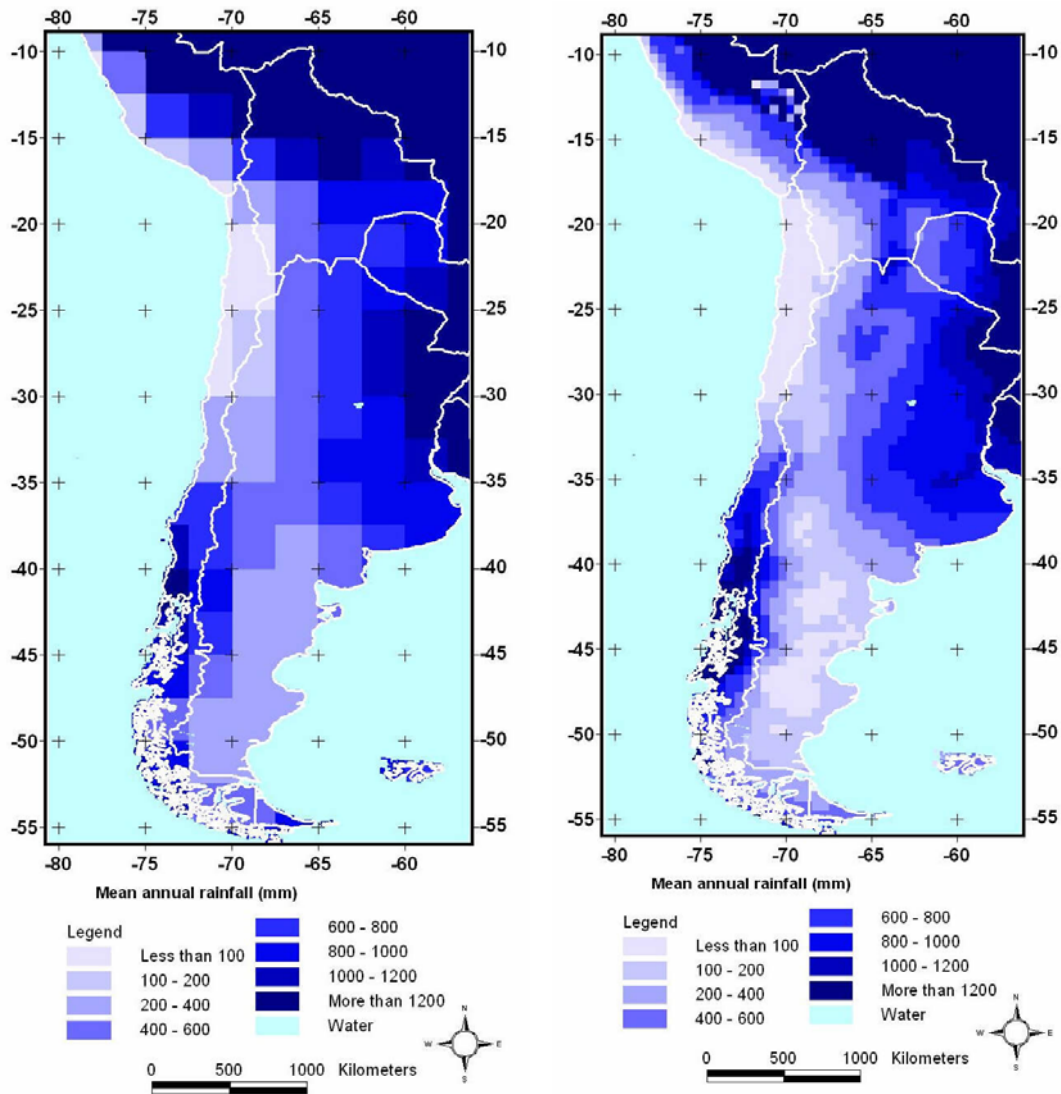 -80 -75 -70 -65 -60
-10 -10
-15 -15
-20 -20
-25 -25
-30 -30
-35 -35
-40 -40
-45 -45
-50 -50
-55 -55
-80 -75 -70 -65 -60
Mean annual rainfall (mm)
Legend
Less than 100
100 - 200
200 - 400
400 - 600
600 - 800
800 - 1000
1000 - 1200
More than 1200
Water
N
W E
S
0 500 1000 Kilometers
-80 -75 -70 -65 -60
-10 -10
-15 -15
-20 -20
-25 -25
-30 -30
-35 -35
-40 -40
-45 -45
-50 -50
-55 -55
-80 -75 -70 -65 -60
Mean annual rainfall (mm)
Legend
Less than 100
100 - 200
200 - 400
400 - 600
600 - 800
800 - 1000
1000 - 1200
More than 1200
Water
N
W E
S
0 500 1000 Kilometers